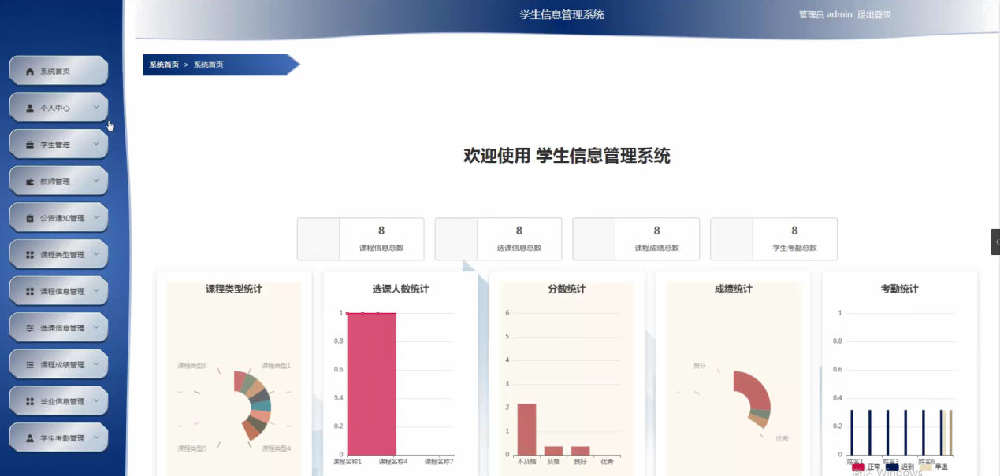 学生信息管理系统
管理员 admin 退出登录
系统首页 > 系统首页
系统首页
个人中心
学生管理
教师管理
公告通知管理
课程类型管理
课程信息管理
选课信息管理
课程成绩管理
毕业信息管理
学生考勤管理
欢迎使用 学生信息管理系统
8
课程信息总数
8
选课信息总数
8
课程成绩总数
8
学生考勤总数
课程类型统计
课程类型8
课程类型1
课程类型5
课程类型4
选课人数统计
1
0.8
0.6
0.4
0.2
0
课程名称1 课程名称4 课程名称7
分数统计
6
5
4
3
2
1
0
不及格 及格 良好 优秀
成绩统计
良好
优秀
考勤统计
1
0.8
0.6
0.4
0.2
0
姓名1 姓名3 姓名6
正常 迟到 早退
激活 Windows